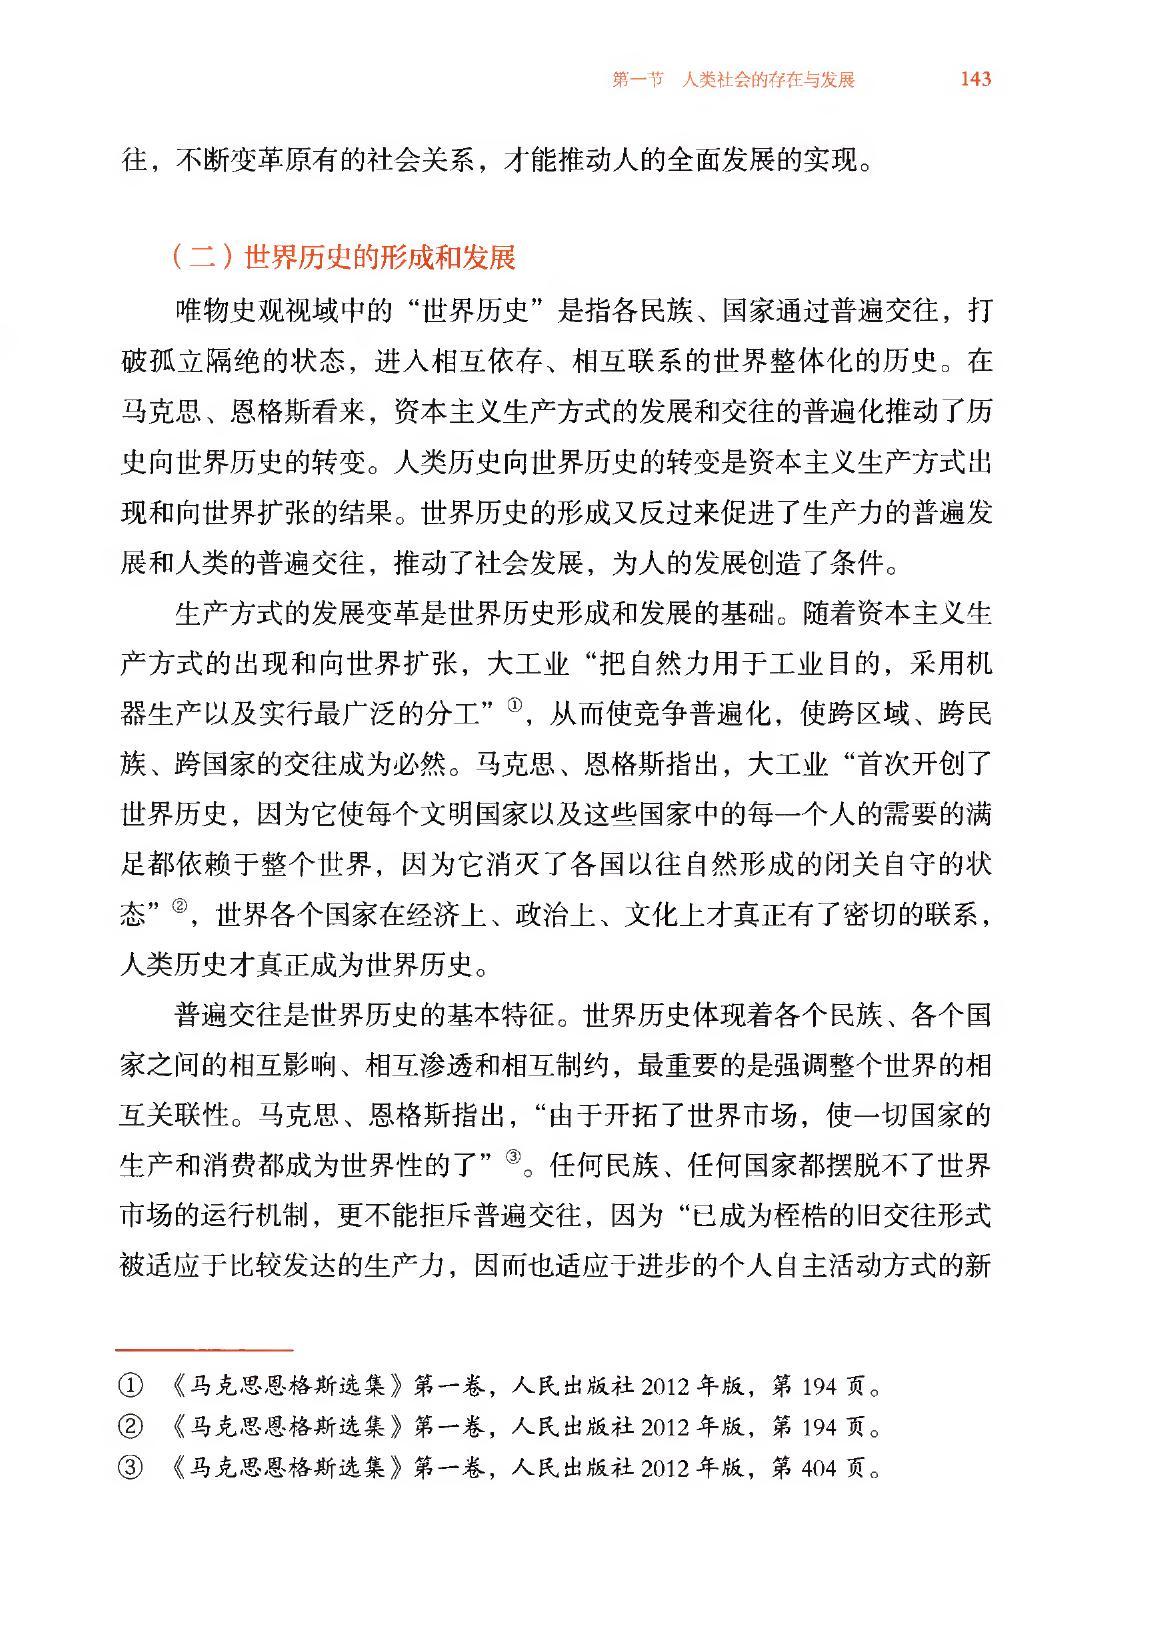 第一节 人类社会的存在与发展 143
往，不断变革原有的社会关系，才能推动人的全面发展的实现。
（二）世界历史的形成和发展
唯物史观视域中的“世界历史”是指各民族、国家通过普遍交往，打
破孤立隔绝的状态，进入相互依存、相互联系的世界整体化的历史。在
马克思、恩格斯看来，资本主义生产方式的发展和交往的普遍化推动了历
史向世界历史的转变。人类历史向世界历史的转变是资本主义生产方式出
现和向世界扩张的结果。世界历史的形成又反过来促进了生产力的普遍发
展和人类的普遍交往，推动了社会发展，为人的发展创造了条件。
生产方式的发展变革是世界历史形成和发展的基础。随着资本主义生
产方式的出现和向世界扩张，大工业“把自然力用于工业目的，采用机
器生产以及实行最广泛的分工”①，从而使竞争普遍化，使跨区域、跨民
族、跨国家的交往成为必然。马克思、恩格斯指出，大工业“首次开创了
世界历史，因为它使每个文明国家以及这些国家中的每一个人的需要的满
足都依赖于整个世界，因为它消灭了各国以往自然形成的闭关自守的状
态”②，世界各个国家在经济上、政治上、文化上才真正有了密切的联系，
人类历史才真正成为世界历史。
普遍交往是世界历史的基本特征。世界历史体现着各个民族、各个国
家之间的相互影响、相互渗透和相互制约，最重要的是强调整个世界的相
互关联性。马克思、恩格斯指出，“由于开拓了世界市场，使一切国家的
生产和消费都成为世界性的了”③。任何民族、任何国家都摆脱不了世界
市场的运行机制，更不能拒斥普遍交往，因为“已成为桎梏的旧交往形式
被适应于比较发达的生产力，因而也适应于进步的个人自主活动方式的新
① 《马克思恩格斯选集》第一卷，人民出版社 2012 年版，第 194 页。
② 《马克思恩格斯选集》第一卷，人民出版社 2012 年版，第 194 页。
③ 《马克思恩格斯选集》第一卷，人民出版社 2012 年版，第 404 页。